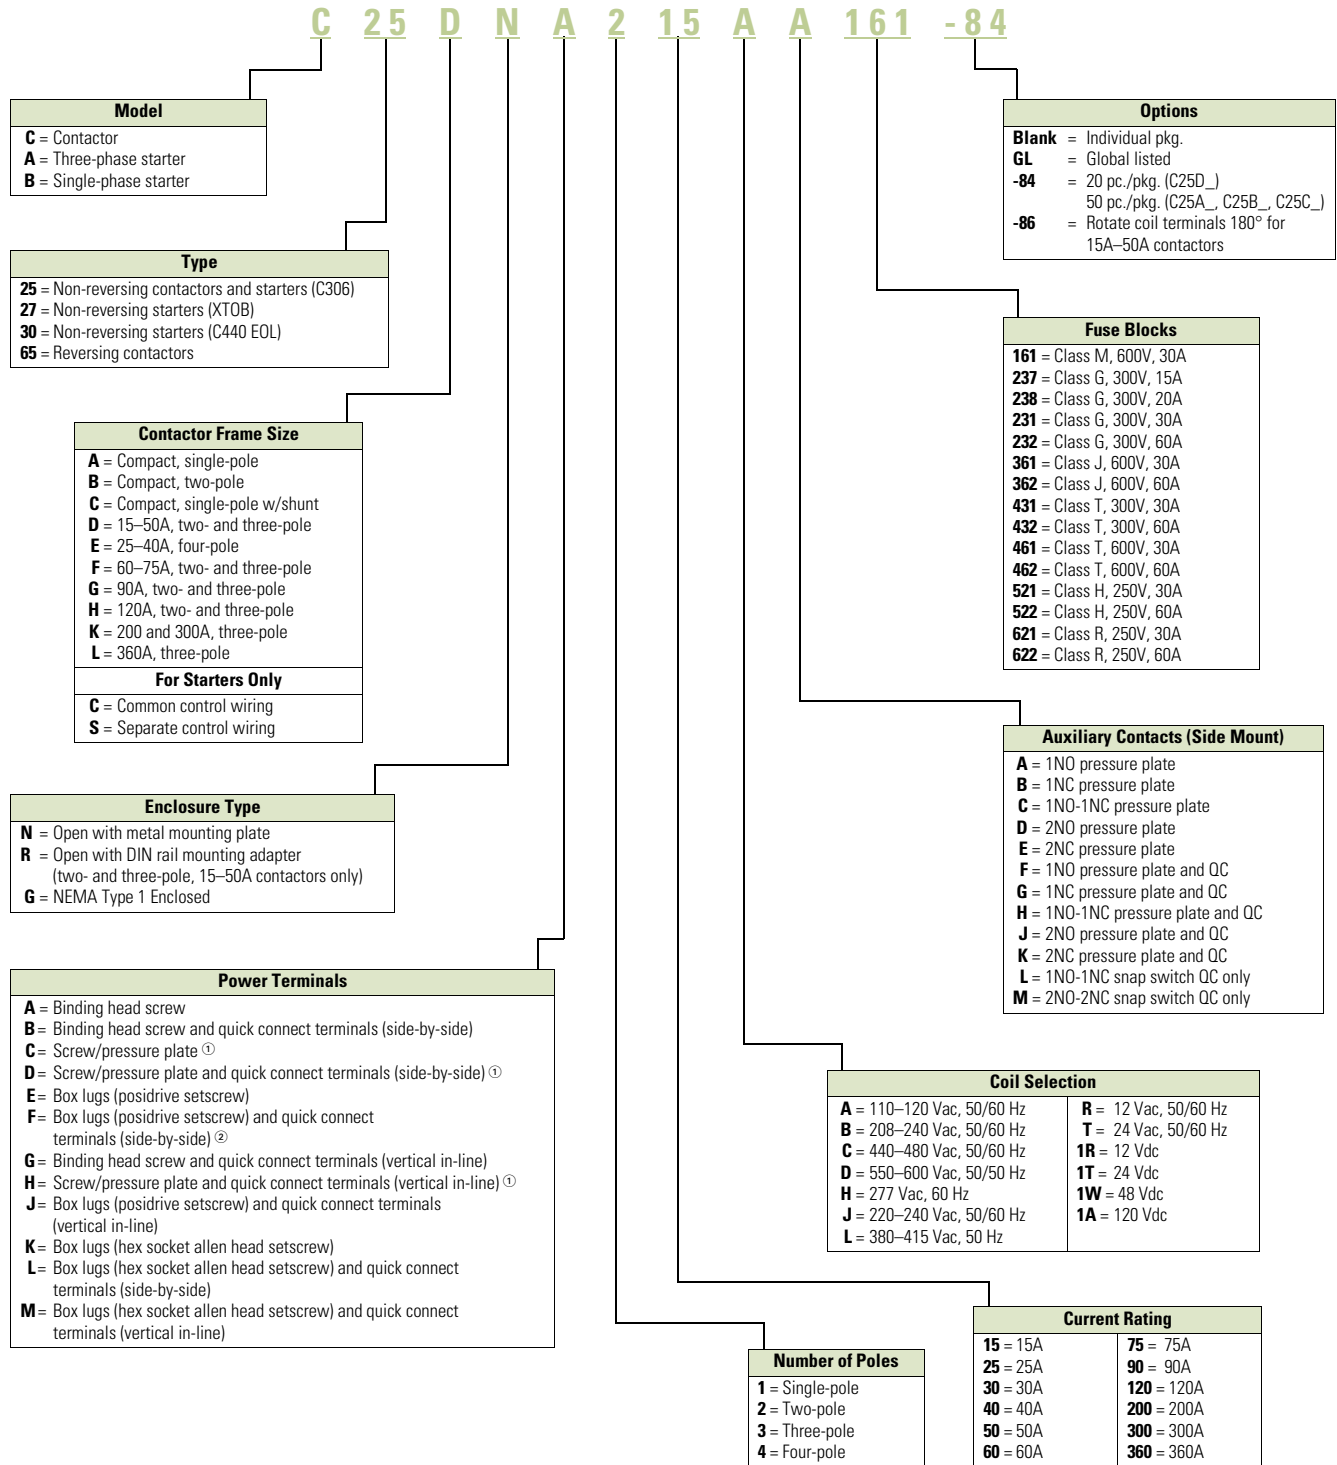 C 25 D N A 2 15 A A 161 -84
Model
C = Contactor
A = Three-phase starter
B = Single-phase starter
Type
25 = Non-reversing contactors and starters (C306)
27 = Non-reversing starters (XTOB)
30 = Non-reversing starters (C440 EOL)
65 = Reversing contactors
Contactor Frame Size
A = Compact, single-pole
B = Compact, two-pole
C = Compact, single-pole w/shunt
D = 15–50A, two- and three-pole
E = 25–40A, four-pole
F = 60–75A, two- and three-pole
G = 90A, two- and three-pole
H = 120A, two- and three-pole
K = 200 and 300A, three-pole
L = 360A, three-pole
For Starters Only
C = Common control wiring
S = Separate control wiring
Enclosure Type
N = Open with metal mounting plate
R = Open with DIN rail mounting adapter
(two- and three-pole, 15–50A contactors only)
G = NEMA Type 1 Enclosed
Power Terminals
A = Binding head screw
B = Binding head screw and quick connect terminals (side-by-side)
C = Screw/pressure plate ①
D = Screw/pressure plate and quick connect terminals (side-by-side) ①
E = Box lugs (posidrive setscrew)
F = Box lugs (posidrive setscrew) and quick connect
terminals (side-by-side) ②
G = Binding head screw and quick connect terminals (vertical in-line)
H = Screw/pressure plate and quick connect terminals (vertical in-line) ①
J = Box lugs (posidrive setscrew) and quick connect terminals
(vertical in-line)
K = Box lugs (hex socket allen head setscrew)
L = Box lugs (hex socket allen head setscrew) and quick connect
terminals (side-by-side)
M = Box lugs (hex socket allen head setscrew) and quick connect
terminals (vertical in-line)
Options
Blank = Individual pkg.
GL = Global listed
-84 = 20 pc./pkg. (C25D_)
50 pc./pkg. (C25A_, C25B_, C25C_)
-86 = Rotate coil terminals 180° for
15A–50A contactors
Fuse Blocks
161 = Class M, 600V, 30A
237 = Class G, 300V, 15A
238 = Class G, 300V, 20A
231 = Class G, 300V, 30A
232 = Class G, 300V, 60A
361 = Class J, 600V, 30A
362 = Class J, 600V, 60A
431 = Class T, 300V, 30A
432 = Class T, 300V, 60A
461 = Class T, 600V, 30A
462 = Class T, 600V, 60A
521 = Class H, 250V, 30A
522 = Class H, 250V, 60A
621 = Class R, 250V, 30A
622 = Class R, 250V, 60A
Auxiliary Contacts (Side Mount)
A = 1NO pressure plate
B = 1NC pressure plate
C = 1NO-1NC pressure plate
D = 2NO pressure plate
E = 2NC pressure plate
F = 1NO pressure plate and QC
G = 1NC pressure plate and QC
H = 1NO-1NC pressure plate and QC
J = 2NO pressure plate and QC
K = 2NC pressure plate and QC
L = 1NO-1NC snap switch QC only
M = 2NO-2NC snap switch QC only
Coil Selection
A = 110–120 Vac, 50/60 Hz
B = 208–240 Vac, 50/60 Hz
C = 440–480 Vac, 50/60 Hz
D = 550–600 Vac, 50/50 Hz
H = 277 Vac, 60 Hz
J = 220–240 Vac, 50/60 Hz
L = 380–415 Vac, 50 Hz
R = 12 Vac, 50/60 Hz
T = 24 Vac, 50/60 Hz
1R = 12 Vdc
1T = 24 Vdc
1W = 48 Vdc
1A = 120 Vdc
Number of Poles
1 = Single-pole
2 = Two-pole
3 = Three-pole
4 = Four-pole
Current Rating
15 = 15A
25 = 25A
30 = 30A
40 = 40A
50 = 50A
60 = 60A
75 = 75A
90 = 90A
120 = 120A
200 = 200A
300 = 300A
360 = 360A